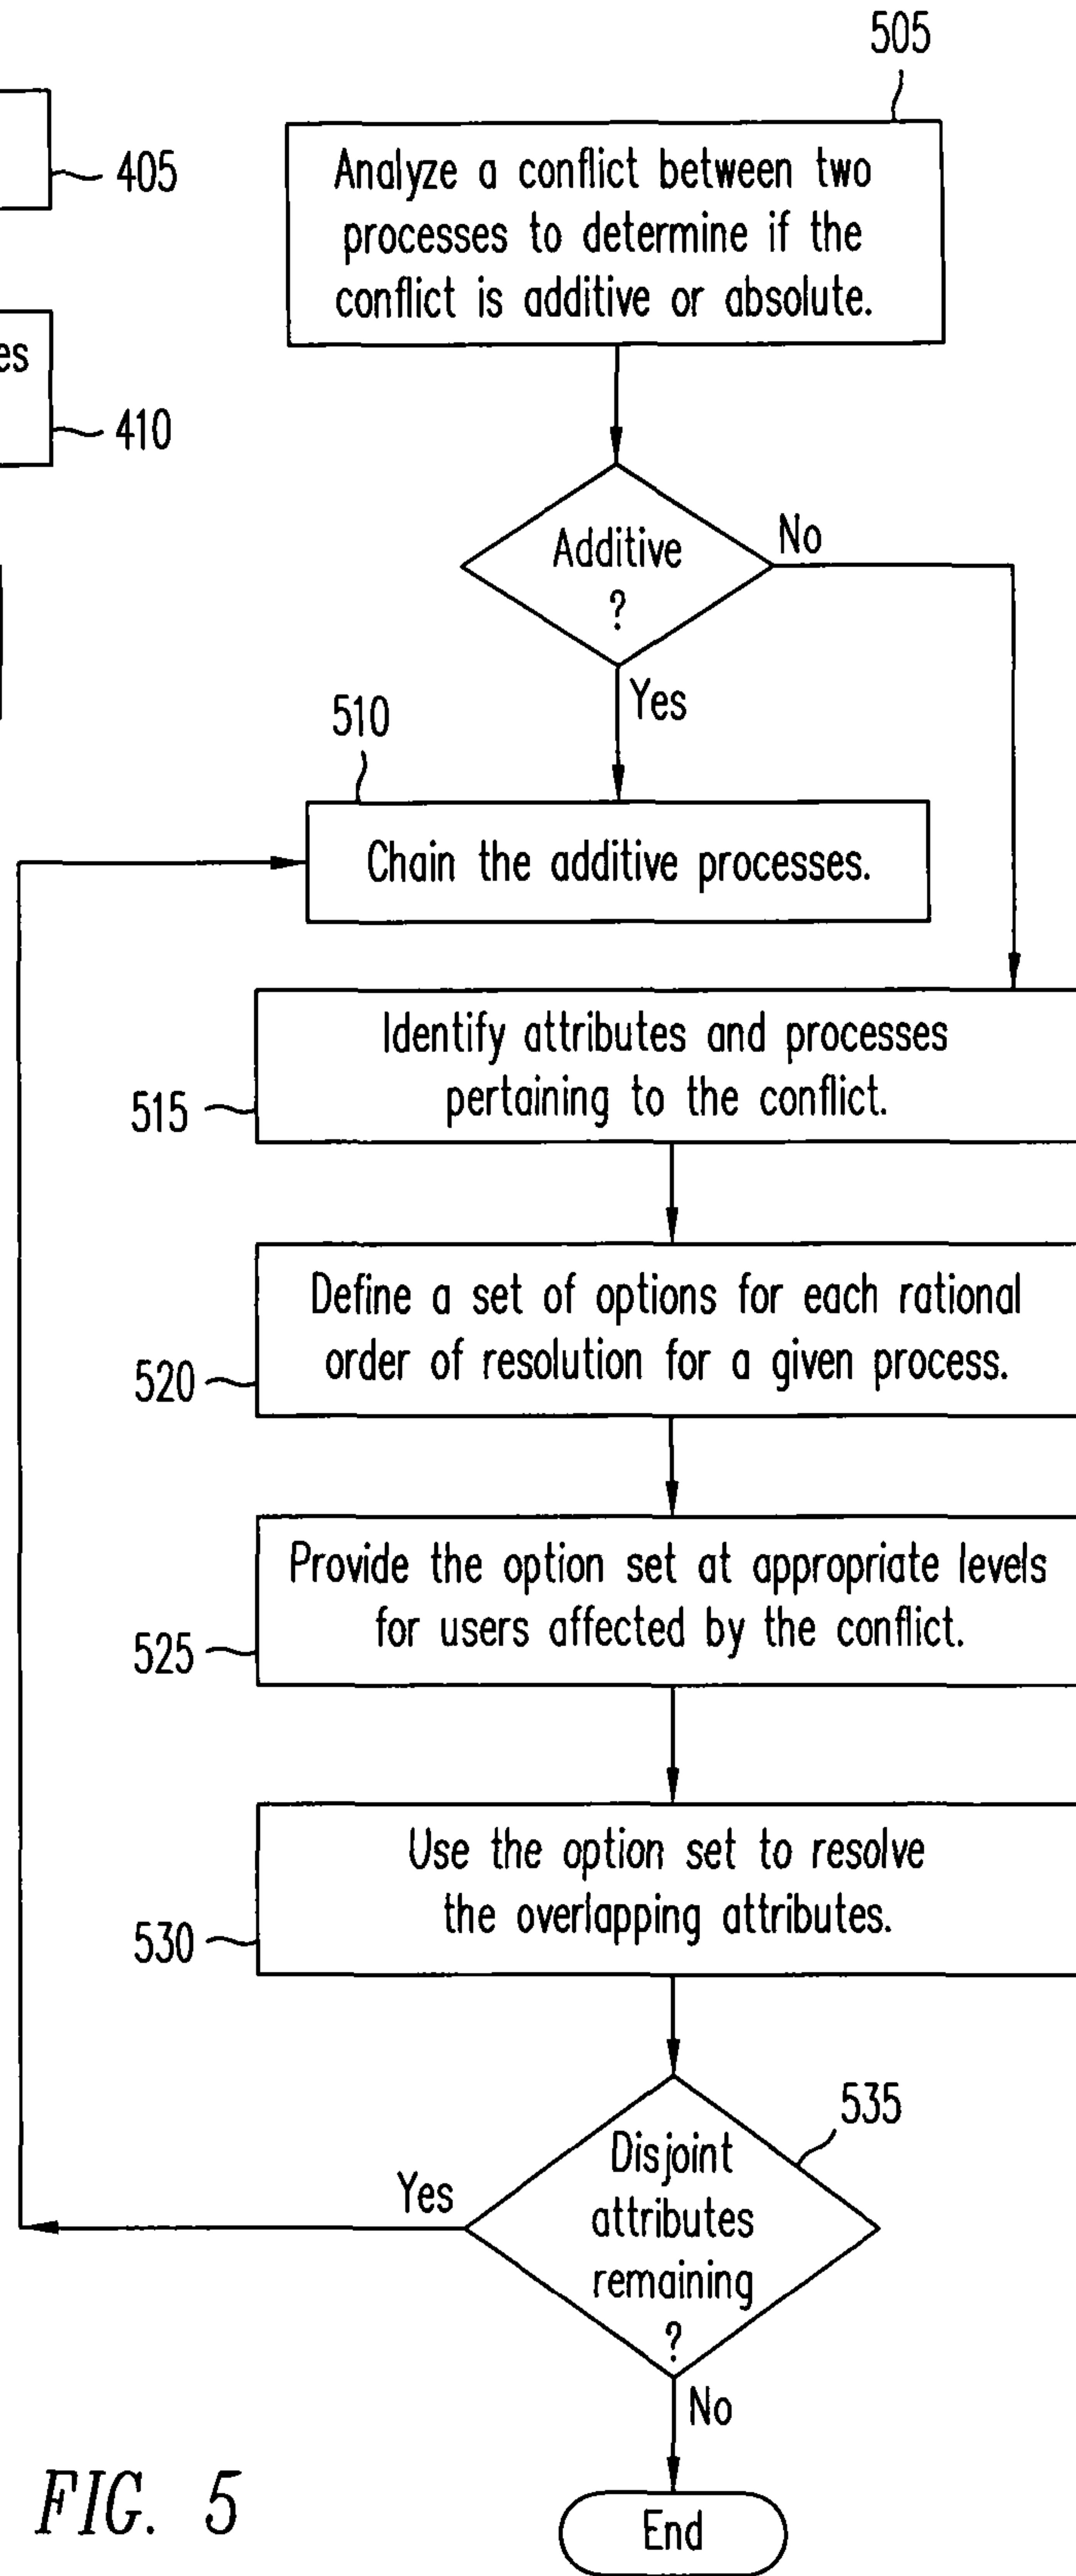 505
Analyze a conflict between two
processes to determine if the
conflict is additive or absolute.
405
es
410
Additive
?
No
Yes
510
Chain the additive processes.
Identify attributes and processes
pertaining to the conflict.
515
Define a set of options for each rational
order of resolution for a given process.
520
Provide the option set at appropriate levels
for users affected by the conflict.
525
Use the option set to resolve
the overlapping attributes.
530
535
Disjoint
attributes
remaining
?
Yes
No
End
FIG. 5